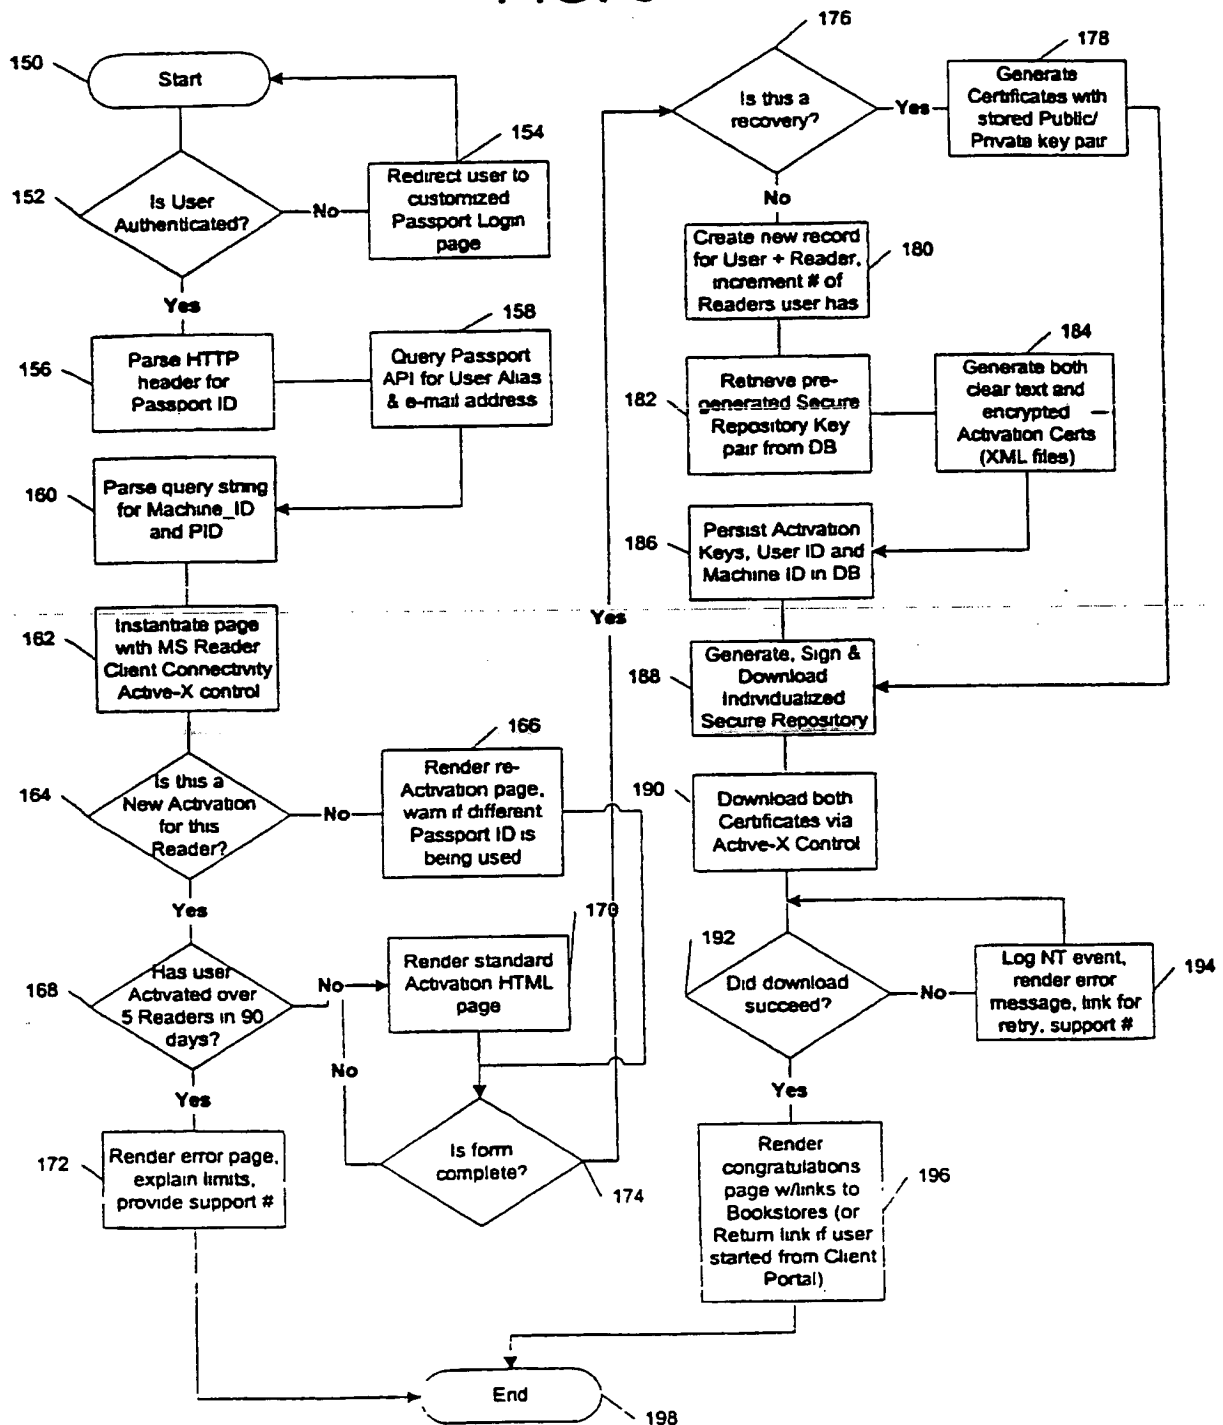 150
Start
152
Is User
Authenticated?
No
154
Redirect user to
customized
Passport Login
page
Yes
156
Parse HTTP
header for
Passport ID
158
Query Passport
API for User Alias
& e-mail address
160
Parse query string
for Machine_ID
and PID
162
Instantiate page
with MS Reader
Client Connectivity
Active-X control
164
Is this a
New Activation
for this
Reader?
No
166
Render re-
Activation page,
warn if different
Passport ID is
being used
Yes
168
Has user
Activated over
5 Readers in 90
days?
No
170
Render standard
Activation HTML
page
No
Yes
172
Render error page,
explain limits,
provide support #
Is form
complete?
174
Yes
176
Is this a
recovery?
Yes
178
Generate
Certificates with
stored Public/
Private key pair
No
Create new record
for User + Reader,
increment # of
Readers user has
180
182
Retrieve pre-
generated Secure
Repository Key
pair from DB
184
Generate both
clear text and
encrypted
Activation Certs
(XML files)
186
Persist Activation
Keys, User ID and
Machine ID in DB
188
Generate, Sign &
Download
Individualized
Secure Repository
190
Download both
Certificates via
Active-X Control
192
Did download
succeed?
No
Log NT event,
render error
message, link for
retry, support #
194
Yes
Render
congratulations
page w/links to
Bookstores (or
Return link if user
started from Client
Portal)
196
End
198